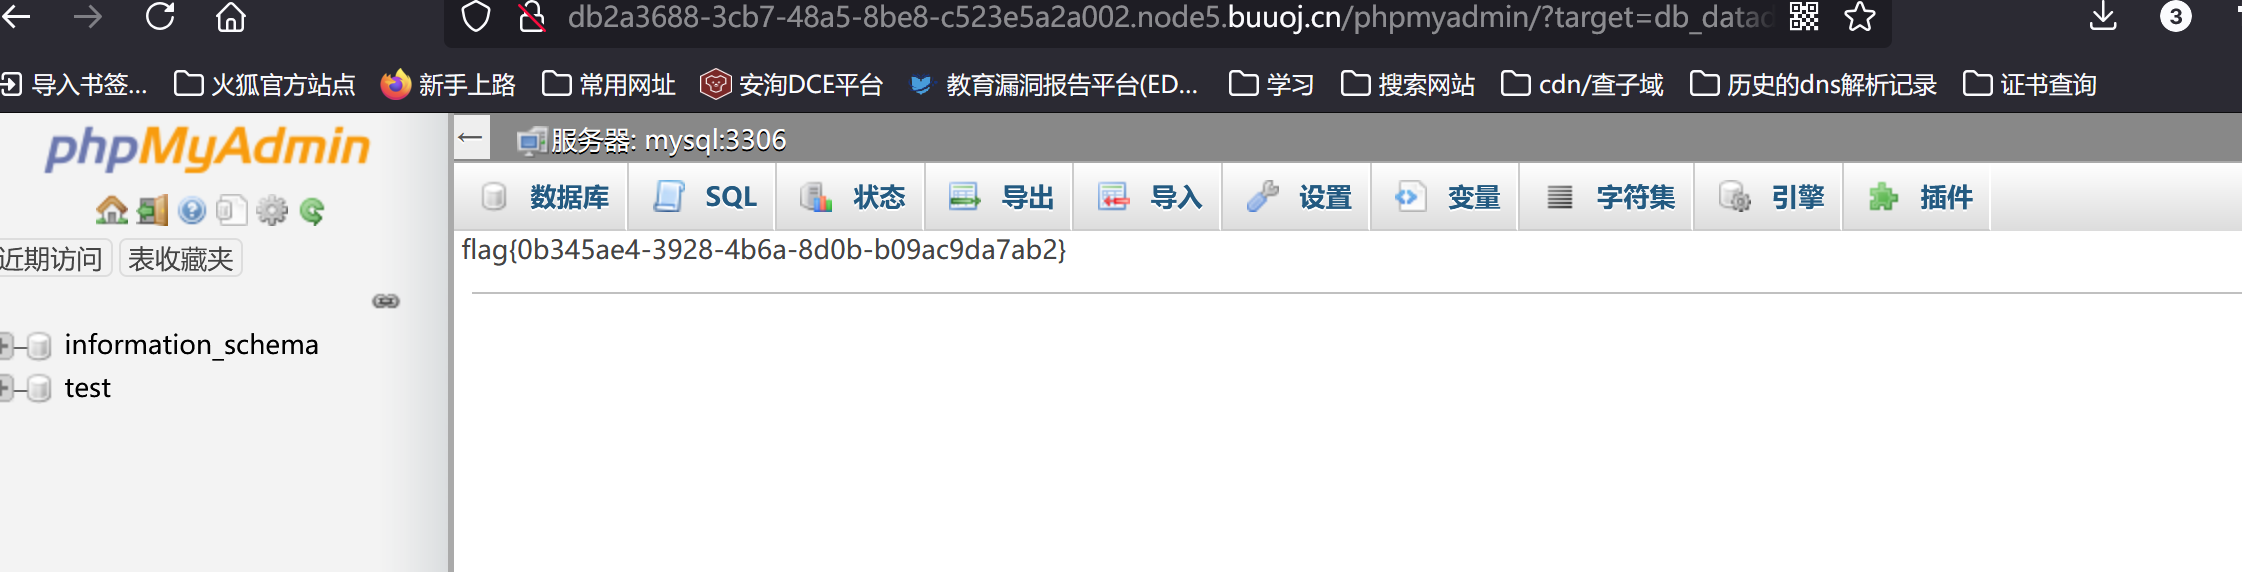 db2a3688-3cb7-48a5-8be8-c523e5a2a002.node5.buuoj.cn/phpmyadmin/?target=db_datad
3
导入书签... 火狐官方站点 新手上路 常用网址 安洵DCE平台 教育漏洞报告平台(ED... 学习 搜索网站 cdn/查子域 历史的dns解析记录 证书查询
phpMyAdmin
近期访问 表收藏夹
information_schema
test
服务器: mysql:3306
数据库 SQL 状态 导出 导入 设置 变量 字符集 引擎 插件
flag{0b345ae4-3928-4b6a-8d0b-b09ac9da7ab2}